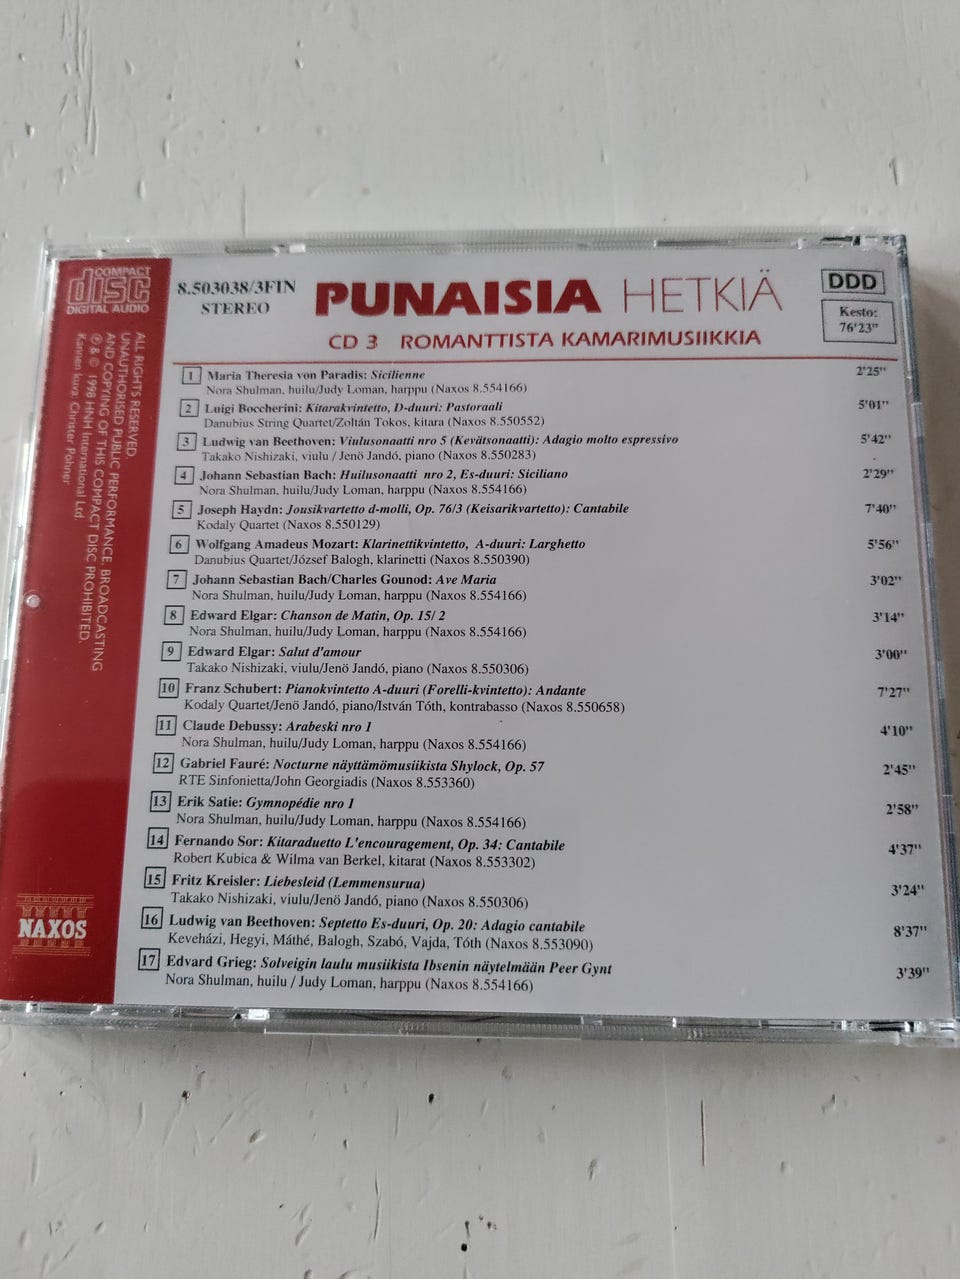 COMPACT
disc
DIGITAL AUDIO
8.503038/3FIN
STEREO
PUNAISIA HETKIÄ
CD 3 ROMANTTISTA KAMARIMUSIIKKIA
DDD
Kesto:
76'23"
1 Maria Theresia von Paradis: Sicilienne 2'25"
Nora Shulman, huilu/Judy Loman, harppu (Naxos 8.554166)
2 Luigi Boccherini: Kitarakvintetto, D-duuri: Pastoraali 5'01"
Danubius String Quartet/Zoltán Tokos, kitara (Naxos 8.550552)
3 Ludwig van Beethoven: Viulusonaatti nro 5 (Kevätsonaatti): Adagio molto espressivo 5'42"
Takako Nishizaki, viulu / Jenö Jandó, piano (Naxos 8.550283)
4 Johann Sebastian Bach: Huilusonaatti nro 2, Es-duuri: Siciliano 2'29"
Nora Shulman, huilu/Judy Loman, harppu (Naxos 8.554166)
5 Joseph Haydn: Jousikvartetto d-molli, Op. 76/3 (Keisarikvartetto): Cantabile 7'40"
Kodaly Quartet (Naxos 8.550129)
6 Wolfgang Amadeus Mozart: Klarinettikvintetto, A-duuri: Larghetto 5'56"
Danubius Quartet/József Balogh, klarinetti (Naxos 8.550390)
7 Johann Sebastian Bach/Charles Gounod: Ave Maria 3'02"
Nora Shulman, huilu/Judy Loman, harppu (Naxos 8.554166)
8 Edward Elgar: Chanson de Matin, Op. 15/ 2 3'14"
Nora Shulman, huilu/Judy Loman, harppu (Naxos 8.554166)
9 Edward Elgar: Salut d'amour 3'00"
Takako Nishizaki, viulu/Jenö Jandó, piano (Naxos 8.550306)
10 Franz Schubert: Pianokvintetto A-duuri (Forelli-kvintetto): Andante 7'27"
Kodaly Quartet/Jenö Jandó, piano/István Tóth, kontrabasso (Naxos 8.550658)
11 Claude Debussy: Arabeski nro 1 4'10"
Nora Shulman, huilu/Judy Loman, harppu (Naxos 8.554166)
12 Gabriel Fauré: Nocturne näyttämömusiikista Shylock, Op. 57 2'45"
RTE Sinfonietta/John Georgiadis (Naxos 8.553360)
13 Erik Satie: Gymnopédie nro 1 2'58"
Nora Shulman, huilu/Judy Loman, harppu (Naxos 8.554166)
14 Fernando Sor: Kitaraduetto L'encouragement, Op. 34: Cantabile 4'37"
Robert Kubica & Wilma van Berkel, kitarat (Naxos 8.553302)
15 Fritz Kreisler: Liebesleid (Lemmensurua) 3'24"
Takako Nishizaki, viulu/Jenö Jandó, piano (Naxos 8.550306)
16 Ludwig van Beethoven: Septetto Es-duuri, Op. 20: Adagio cantabile 8'37"
Keveházi, Hegyi, Máthé, Balogh, Szabó, Vajda, Tóth (Naxos 8.553090)
17 Edvard Grieg: Solveigin laulu musiikista Ibsenin näytelmään Peer Gynt 3'39"
Nora Shulman, huilu / Judy Loman, harppu (Naxos 8.554166)
ALL RIGHTS RESERVED.
UNAUTHORISED PUBLIC PERFORMANCE, BROADCASTING
AND COPYING OF THIS COMPACT DISC PROHIBITED.
℗ & © 1998 HNH International Ltd.
Kannen kuva: Christer Pöhner
NAXOS